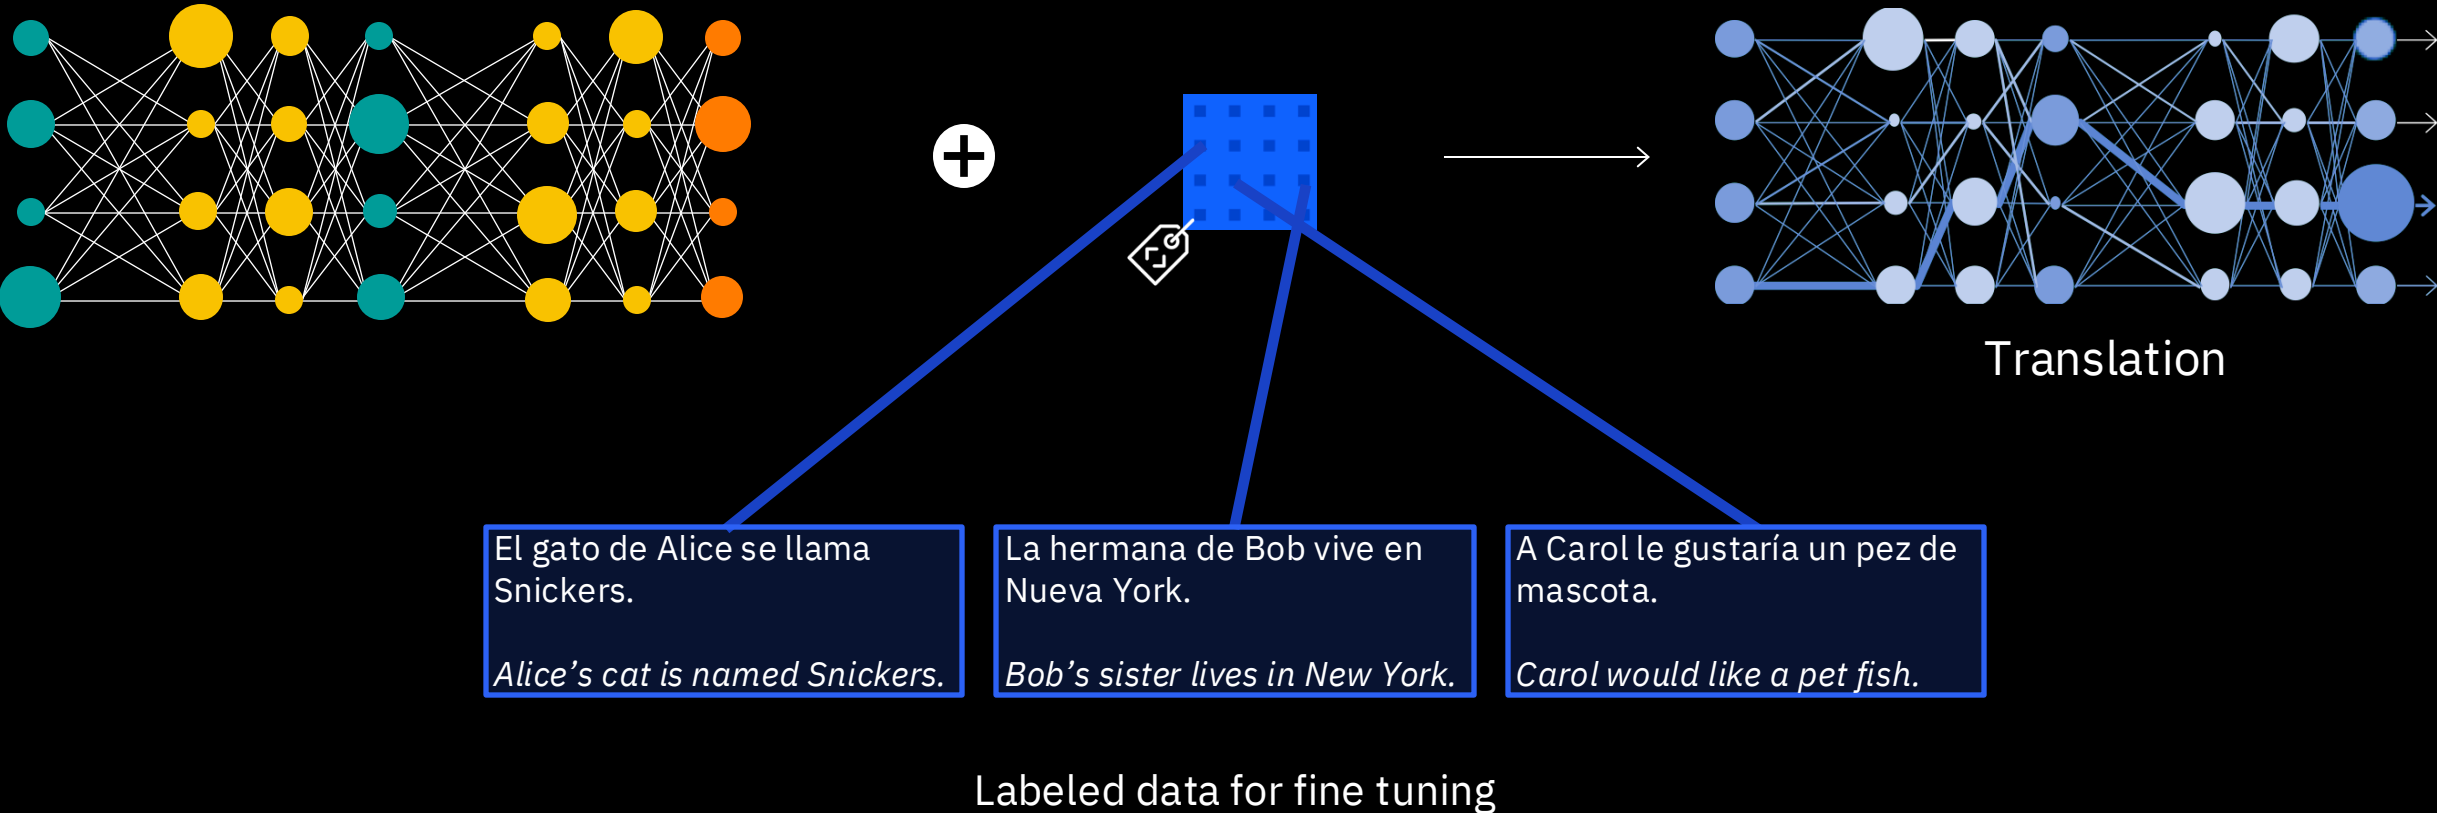 Translation
El gato de Alice se llama
Snickers.
Alice’s cat is named Snickers.
La hermana de Bob vive en
Nueva York.
Bob’s sister lives in New York.
A Carol le gustaría un pez de
mascota.
Carol would like a pet fish.
Labeled data for fine tuning